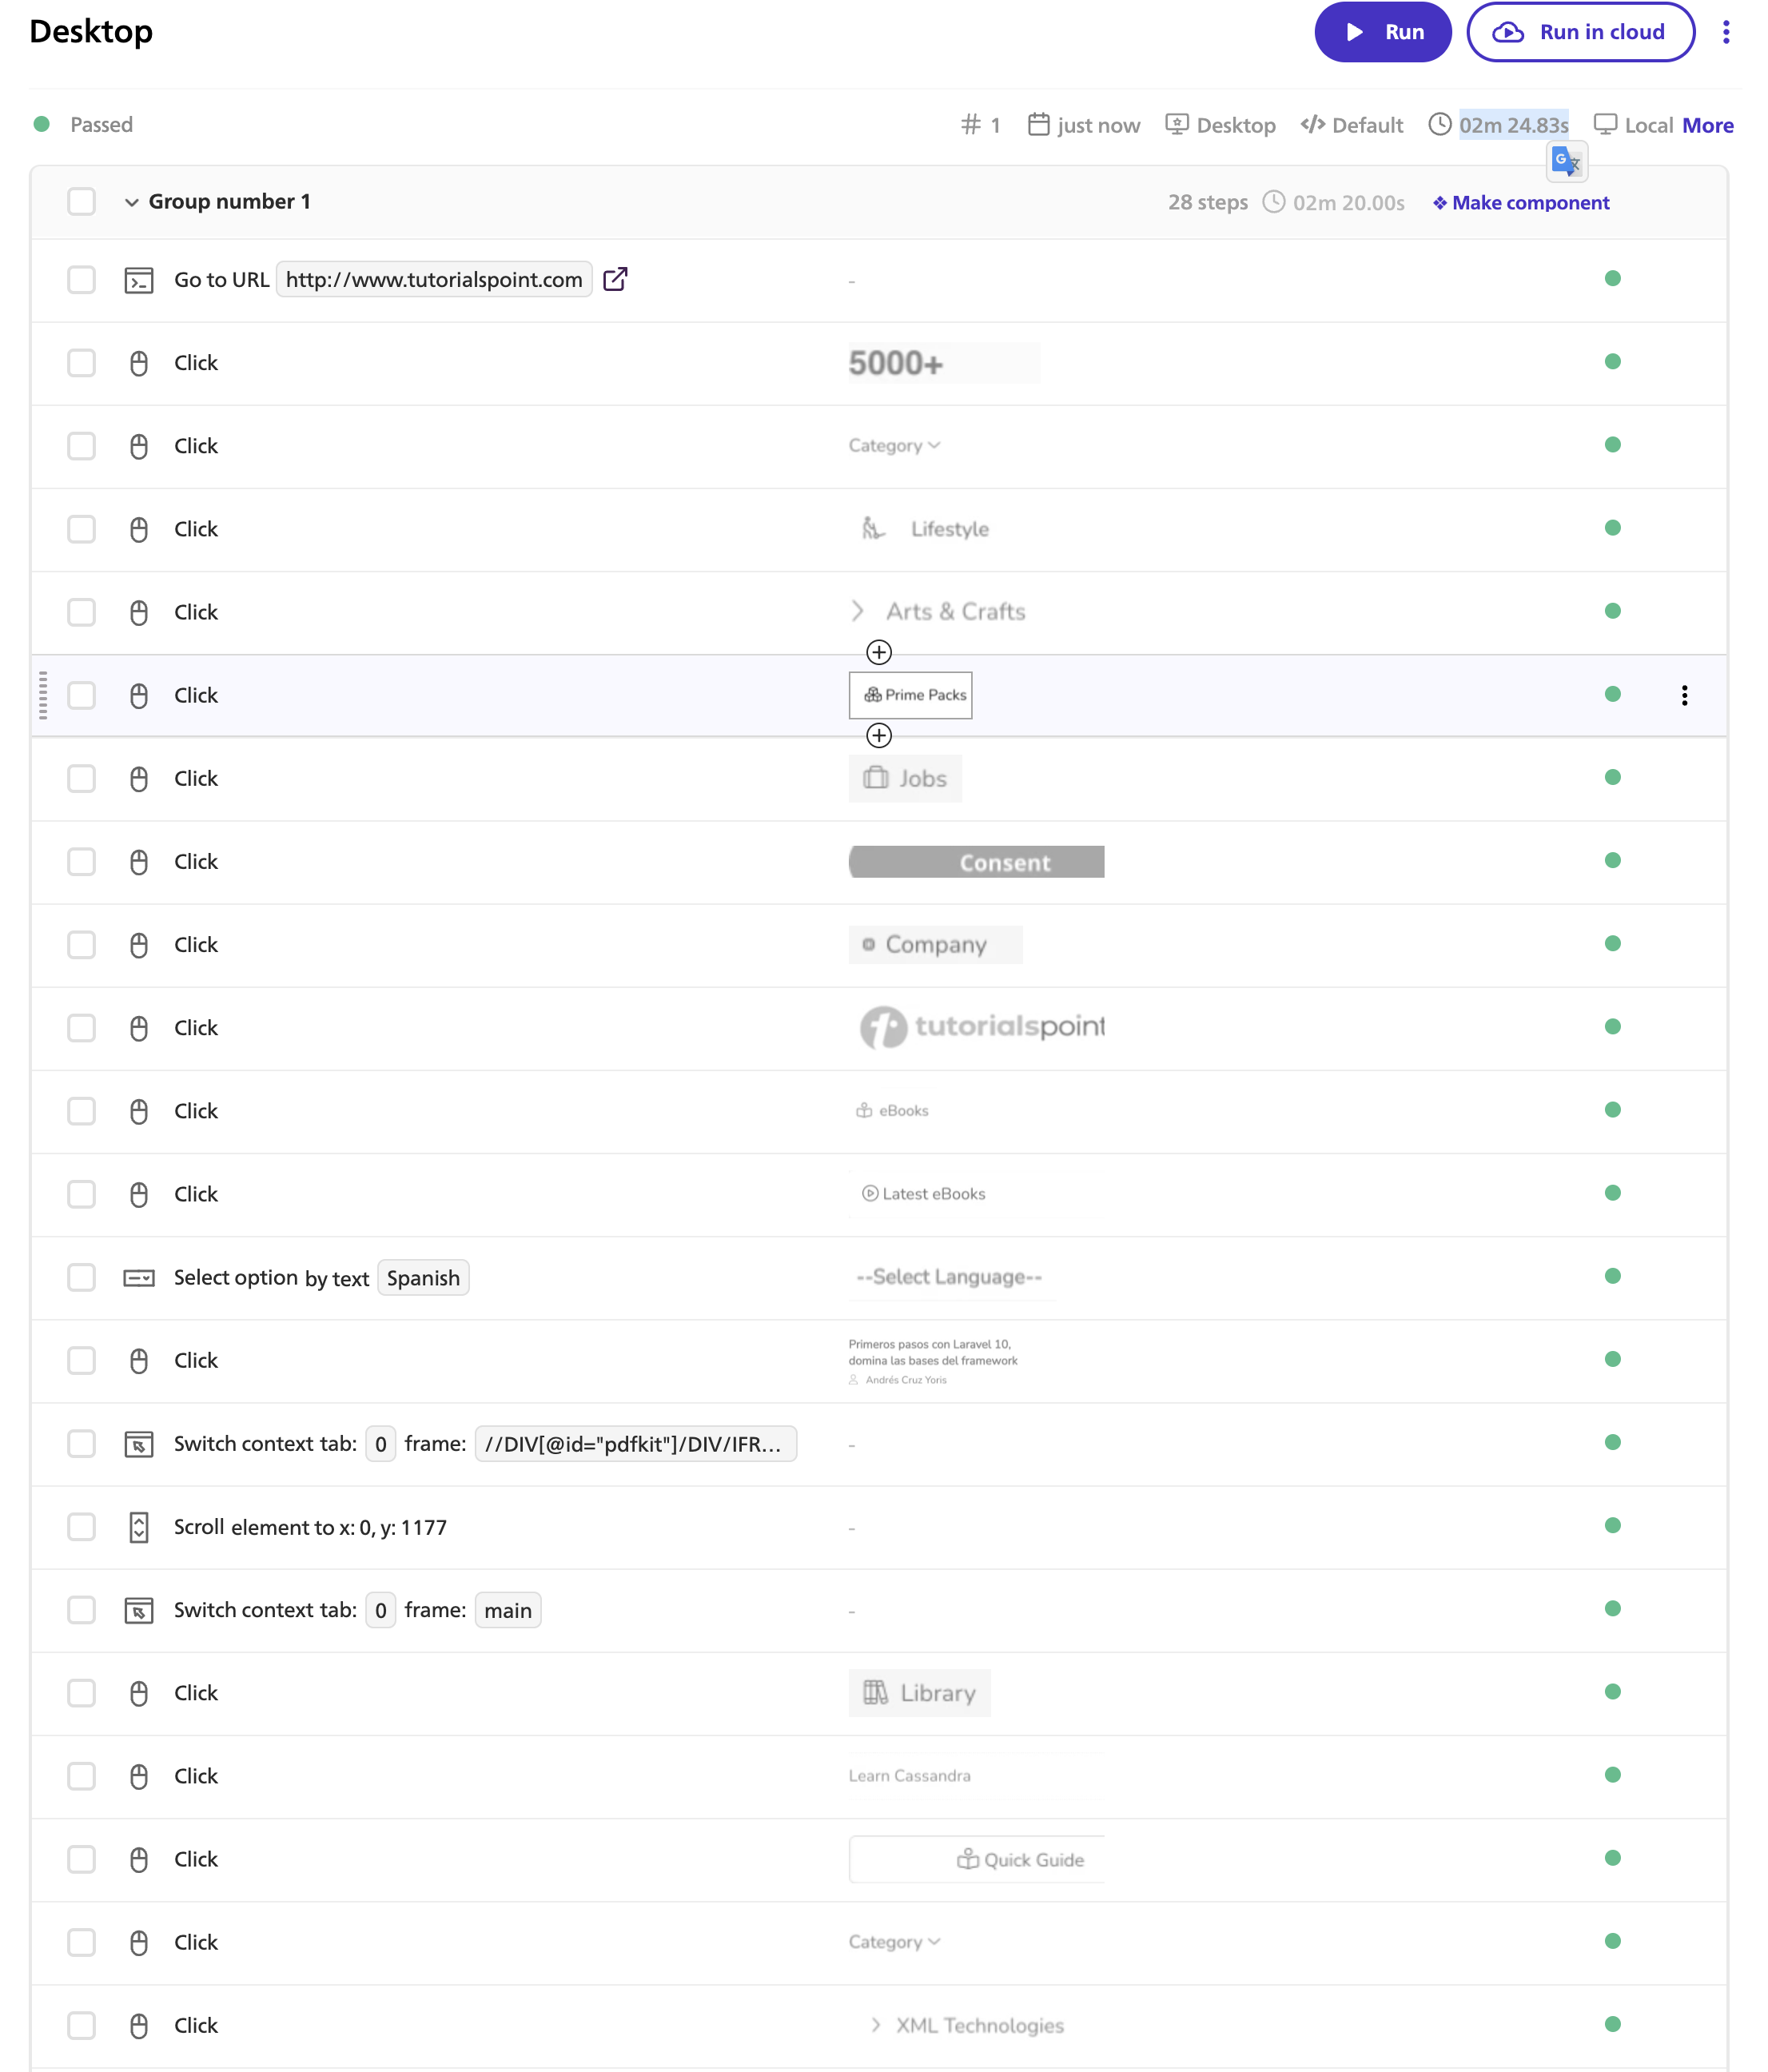 Desktop
Run
Run in cloud
Passed
# 1
just now
Desktop
</> Default
02m 24.83s
Local More
Group number 1
28 steps
02m 20.00s
Make component
Go to URL http://www.tutorialspoint.com
-
Click
5000+
Click
Category
Click
Lifestyle
Click
Arts & Crafts
Click
Prime Packs
Click
Jobs
Click
Consent
Click
Company
Click
tutorialspoint
Click
eBooks
Click
Latest eBooks
Select option by text Spanish
--Select Language--
Click
Primeros pasos con Laravel 10,
domina las bases del framework
Andrés Cruz Yoris
Switch context tab: 0 frame: //DIV[@id="pdfkit"]/DIV/IFR...
-
Scroll element to x: 0, y: 1177
-
Switch context tab: 0 frame: main
-
Click
Library
Click
Learn Cassandra
Click
Quick Guide
Click
Category
Click
XML Technologies